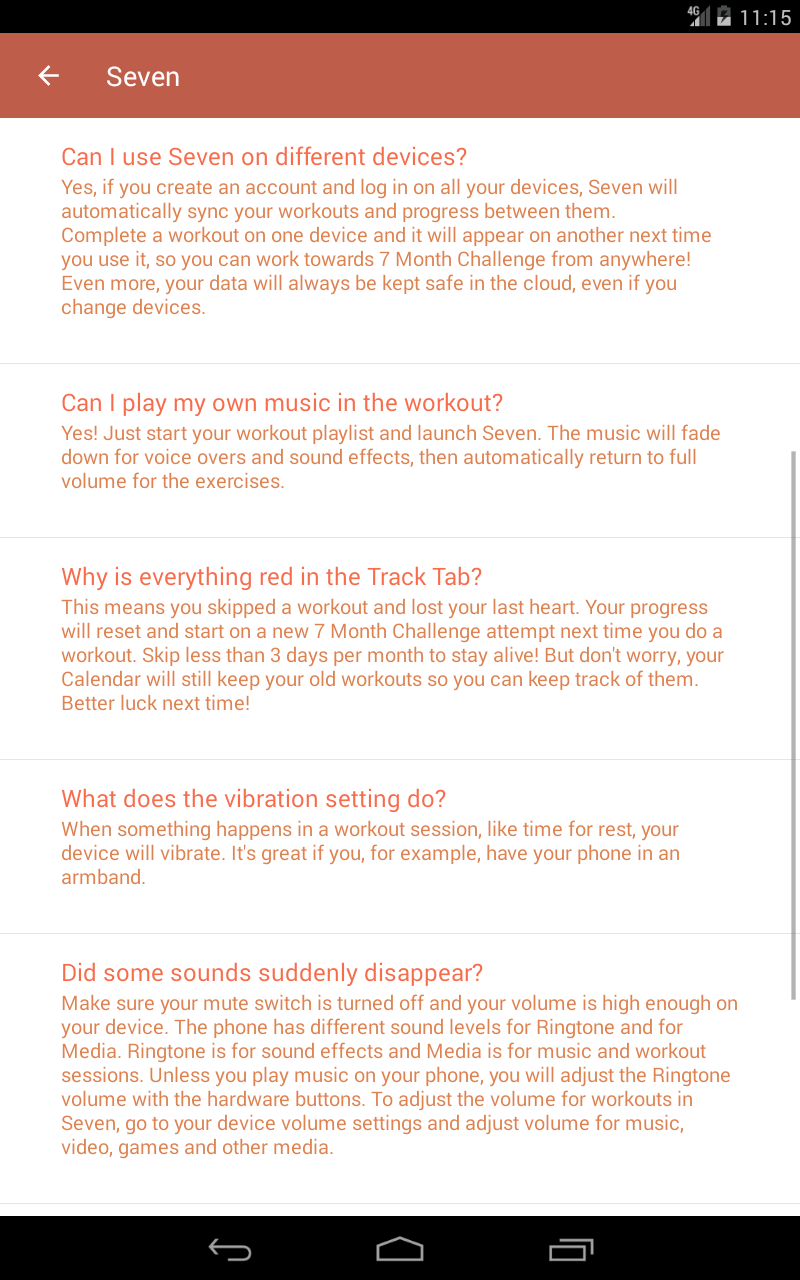 4G 11:15
Seven
Can I use Seven on different devices?
Yes, if you create an account and log in on all your devices, Seven will
automatically sync your workouts and progress between them.
Complete a workout on one device and it will appear on another next time
you use it, so you can work towards 7 Month Challenge from anywhere!
Even more, your data will always be kept safe in the cloud, even if you
change devices.
Can I play my own music in the workout?
Yes! Just start your workout playlist and launch Seven. The music will fade
down for voice overs and sound effects, then automatically return to full
volume for the exercises.
Why is everything red in the Track Tab?
This means you skipped a workout and lost your last heart. Your progress
will reset and start on a new 7 Month Challenge attempt next time you do a
workout. Skip less than 3 days per month to stay alive! But don't worry, your
Calendar will still keep your old workouts so you can keep track of them.
Better luck next time!
What does the vibration setting do?
When something happens in a workout session, like time for rest, your
device will vibrate. It's great if you, for example, have your phone in an
armband.
Did some sounds suddenly disappear?
Make sure your mute switch is turned off and your volume is high enough on
your device. The phone has different sound levels for Ringtone and for
Media. Ringtone is for sound effects and Media is for music and workout
sessions. Unless you play music on your phone, you will adjust the Ringtone
volume with the hardware buttons. To adjust the volume for workouts in
Seven, go to your device volume settings and adjust volume for music,
video, games and other media.